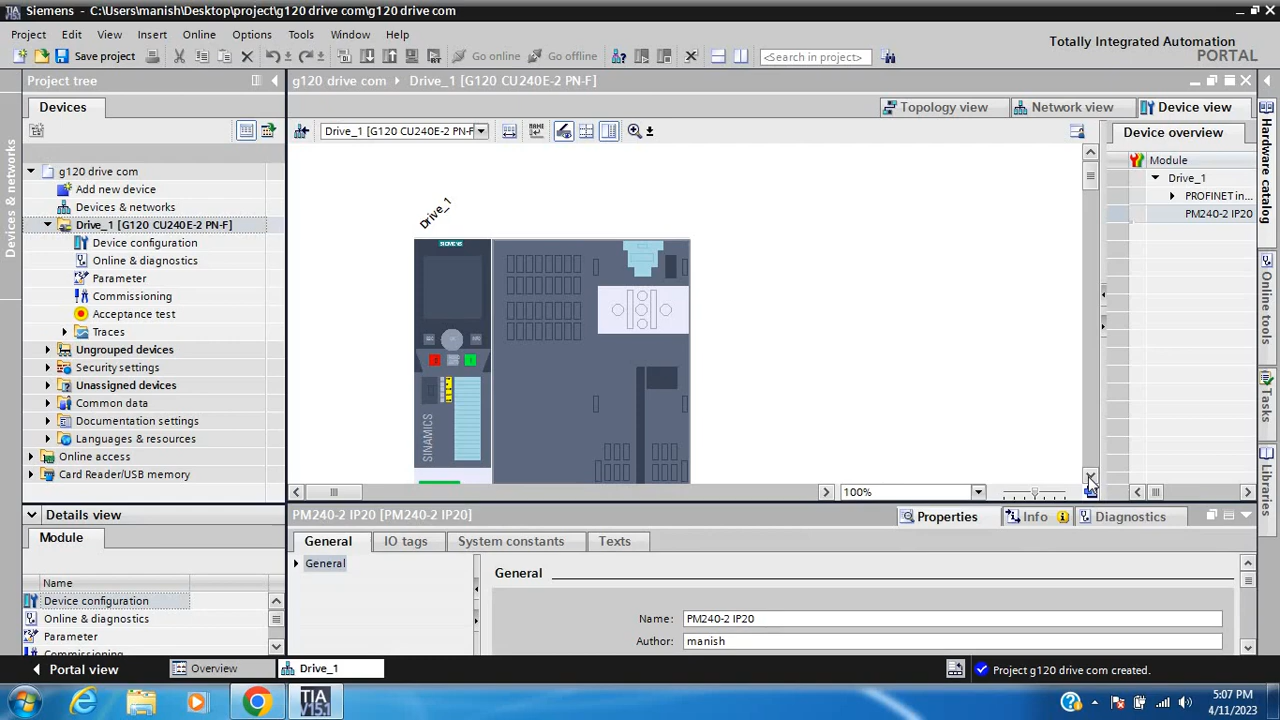 Siemens - C:\Users\manish\Desktop\project\g120 drive com\g120 drive com
Project Edit View Insert Online Options Tools Window Help
Totally Integrated Automation
PORTAL
Save project
Go online
Go offline
<Search in project>
Project tree
g120 drive com › Drive_1 [G120 CU240E-2 PN-F]
Devices
Topology view
Network view
Device view
Devices & networks
Drive_1 [G120 CU240E-2 PN-F
Device overview
Module
g120 drive com
Add new device
Devices & networks
Drive_1 [G120 CU240E-2 PN-F]
Device configuration
Online & diagnostics
Parameter
Commissioning
Acceptance test
Traces
Ungrouped devices
Security settings
Unassigned devices
Common data
Documentation settings
Languages & resources
Online access
Card Reader/USB memory
Drive_1
SIEMENS
SINAMICS
Drive_1
PROFINET in...
PM240-2 IP20
Hardware catalog
Online tools
Tasks
Libraries
100%
Details view
Module
Name
Device configuration
Online & diagnostics
Parameter
Commissioning
PM240-2 IP20 [PM240-2 IP20]
Properties
Info
Diagnostics
General
IO tags
System constants
Texts
General
General
Name: PM240-2 IP20
Author: manish
Portal view
Overview
Drive_1
Project g120 drive com created.
TIA
V15.1
5:07 PM
4/11/2023